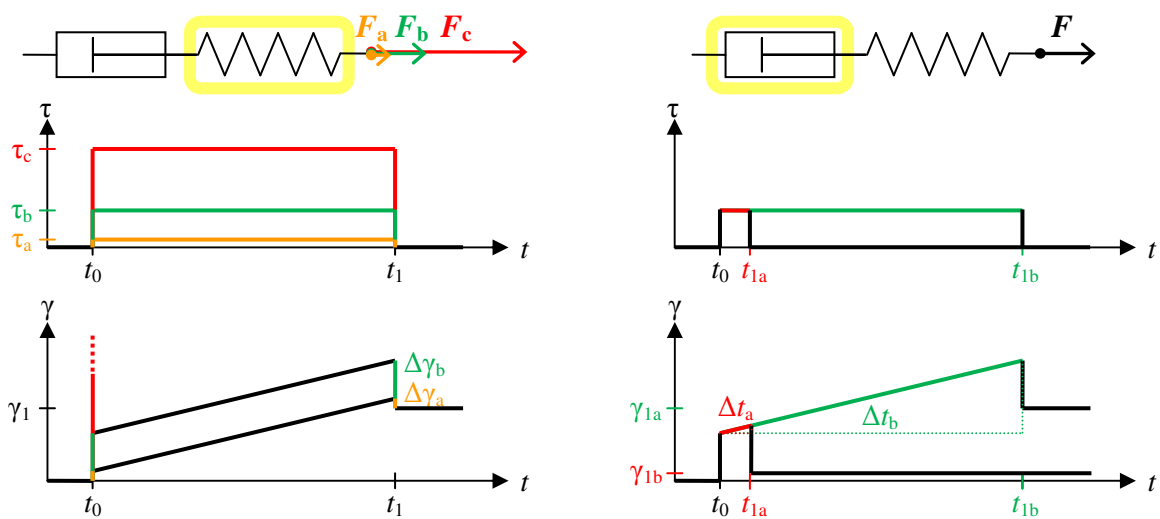 F_a F_b F_c
τ
τ_c
τ_b
τ_a
t_0 t_1 t
γ
γ_1
Δγ_b
Δγ_a
t_0 t_1 t
F
τ
t_0 t_1a t_1b t
γ
γ_1a
Δt_a
Δt_b
γ_1b
t_0 t_1a t_1b t